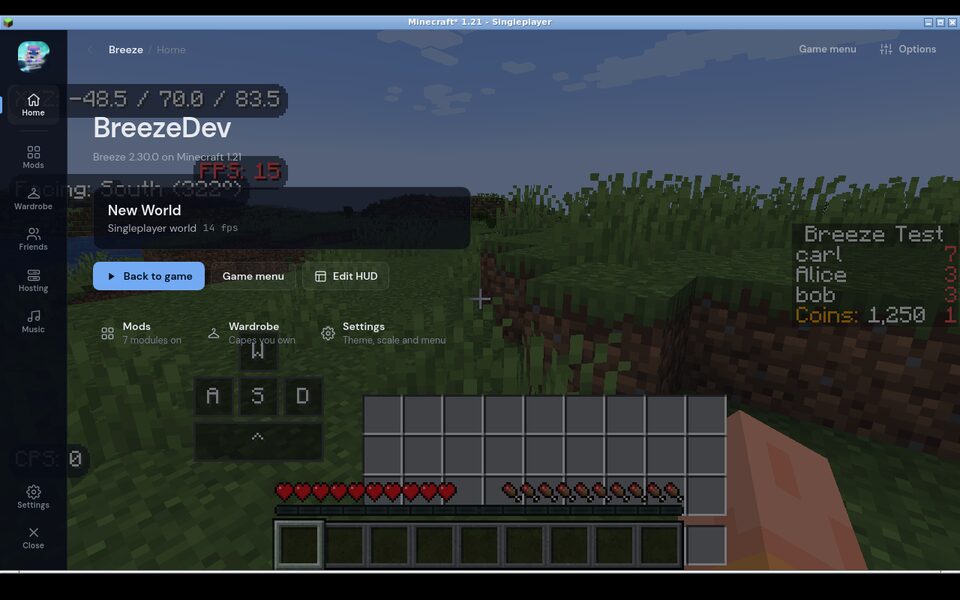 Minecraft* 1.21 - Singleplayer
Breeze / Home
Game menu
Options
Home
-48.5 / 70.0 / 83.5
BreezeDev
Breeze 2.30.0 on Minecraft 1.21
FPS: 15
Mods
Facing: South (322°)
Wardrobe
New World
Singleplayer world 14 fps
Friends
Breeze Test
carl 7
Alice 3
bob 3
Coins: 1,250 1
Hosting
Back to game
Game menu
Edit HUD
Music
Mods
7 modules on
Wardrobe
Capes you own
Settings
Theme, scale and menu
W
A S D
^
CPS: 0
Settings
Close